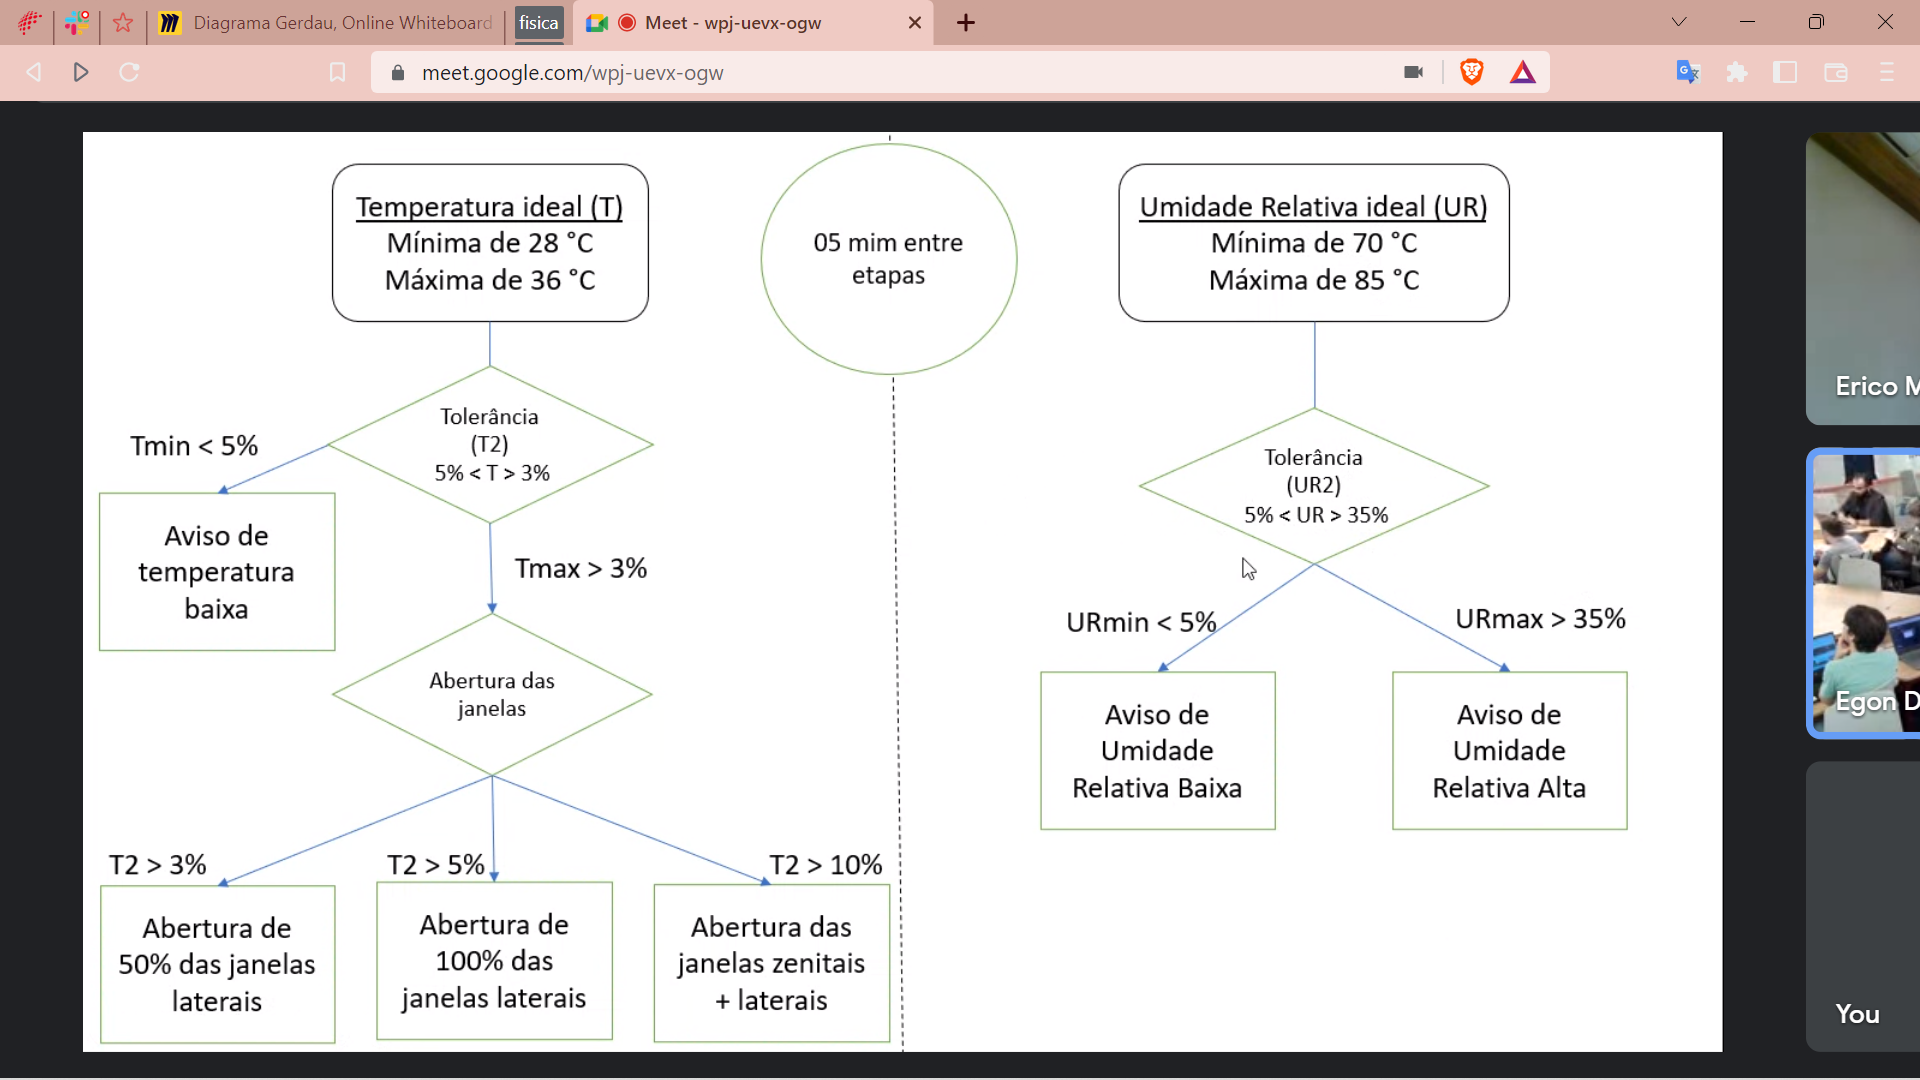 Diagrama Gerdau, Online Whiteboard
fisica
Meet - wpj-uevx-ogw
meet.google.com/wpj-uevx-ogw
Temperatura ideal (T)
Mínima de 28 °C
Máxima de 36 °C
05 mim entre
etapas
Umidade Relativa ideal (UR)
Mínima de 70 °C
Máxima de 85 °C
Tolerância
(T2)
5% < T > 3%
Tmin < 5%
Aviso de
temperatura
baixa
Tmax > 3%
Abertura das
janelas
T2 > 3%
T2 > 5%
T2 > 10%
Abertura de
50% das janelas
laterais
Abertura de
100% das
janelas laterais
Abertura das
janelas zenitais
+ laterais
Tolerância
(UR2)
5% < UR > 35%
URmin < 5%
URmax > 35%
Aviso de
Umidade
Relativa Baixa
Aviso de
Umidade
Relativa Alta
Erico M
Egon D
You